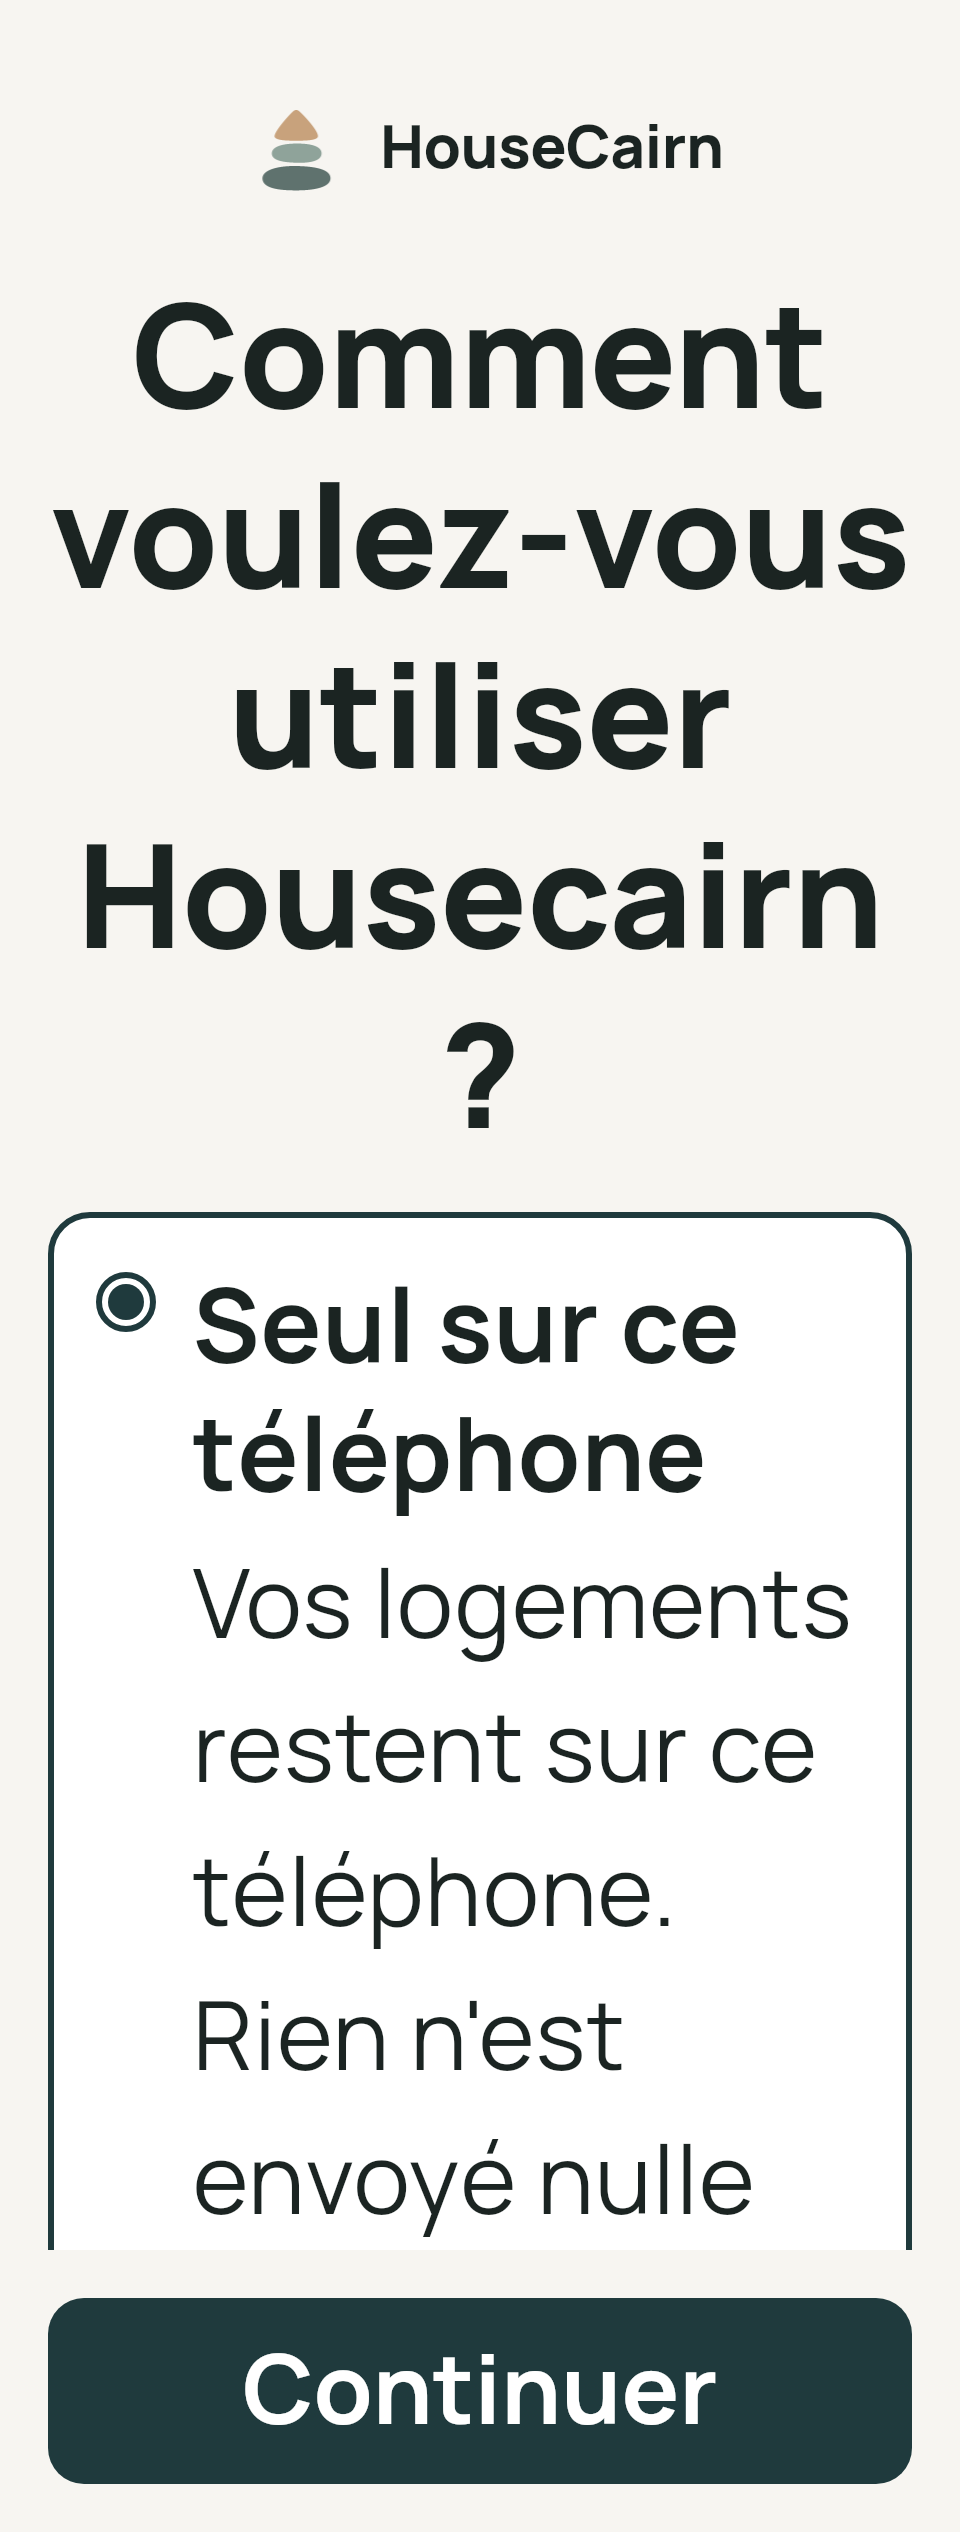 HouseCairn
Comment
voulez-vous
utiliser
Housecairn
?
Seul sur ce
téléphone
Vos logements
restent sur ce
téléphone.
Rien n'est
envoyé nulle
Continuer